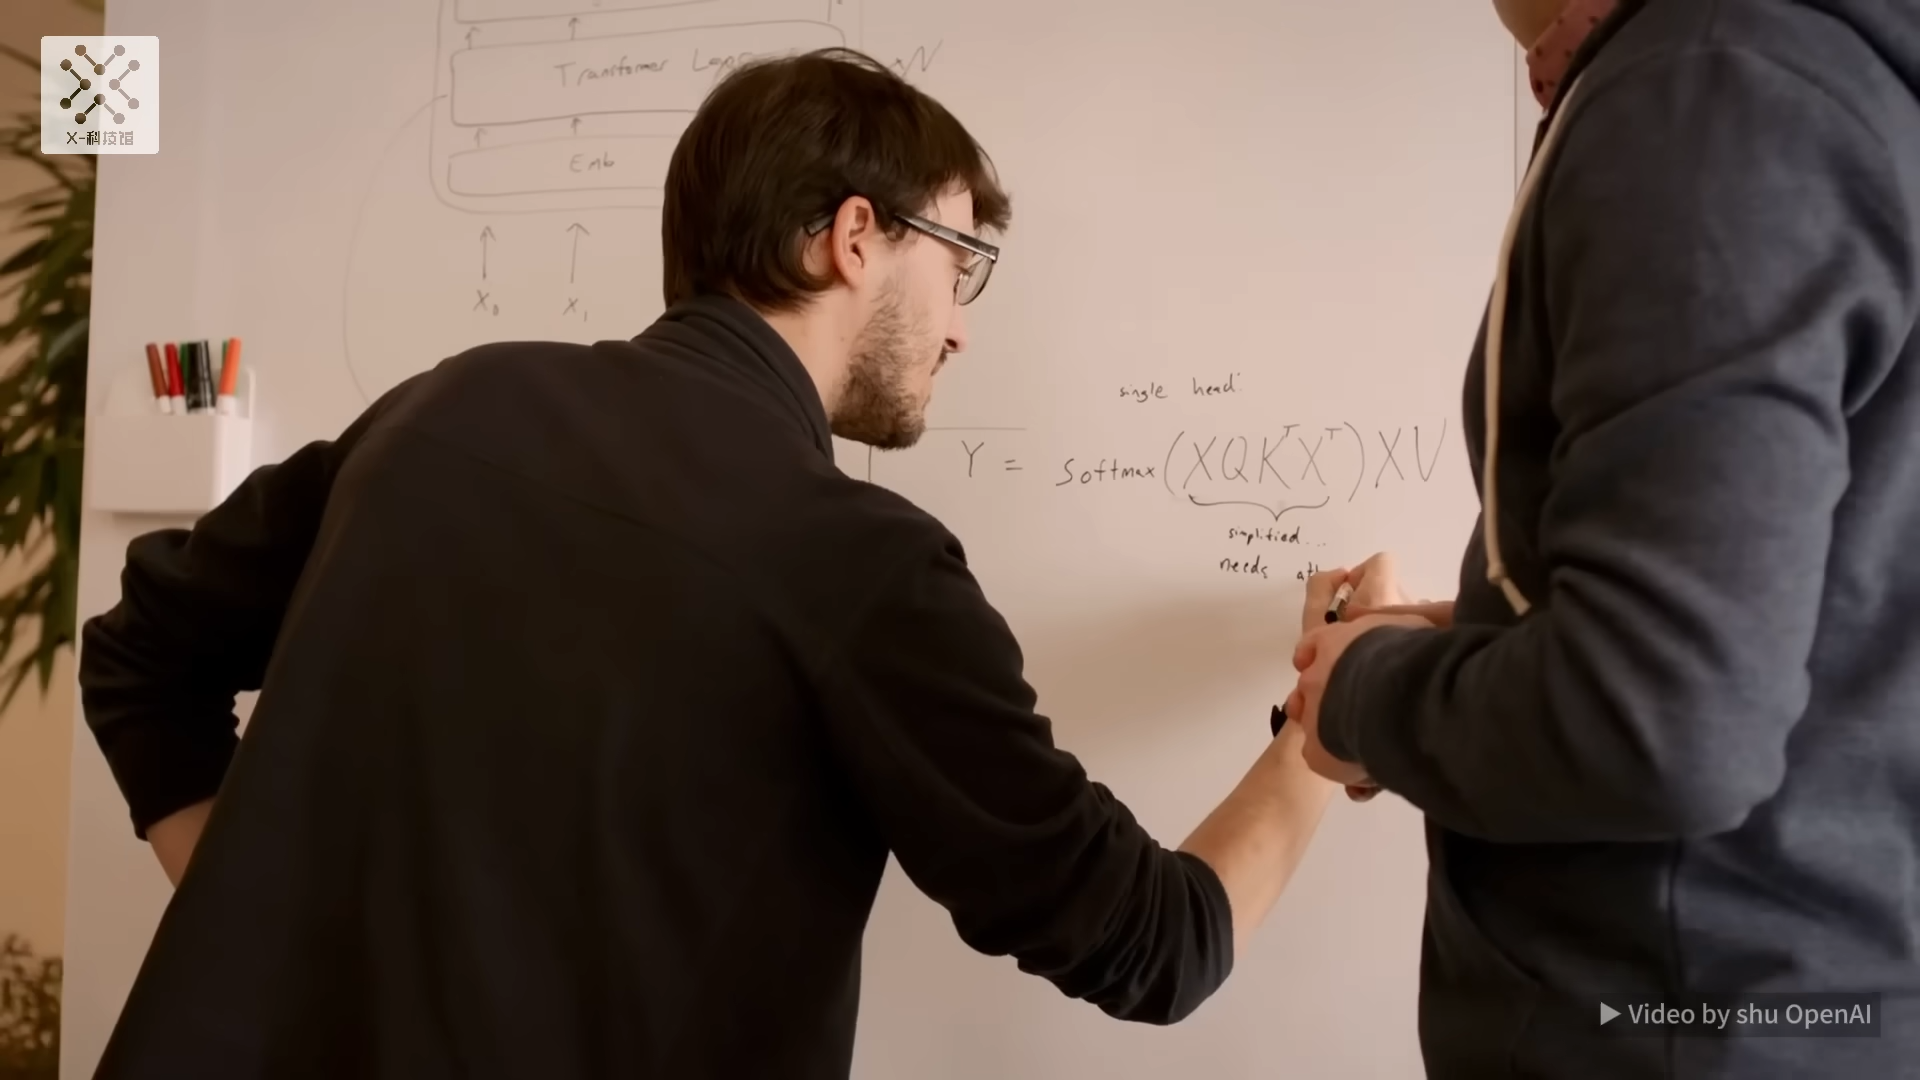 X-科技馆
Transformer
Emb
X₀ X₁
single head:
Y = Softmax(XQKᵀXᵀ)XV
simplified...
needs
▶ Video by shu OpenAI